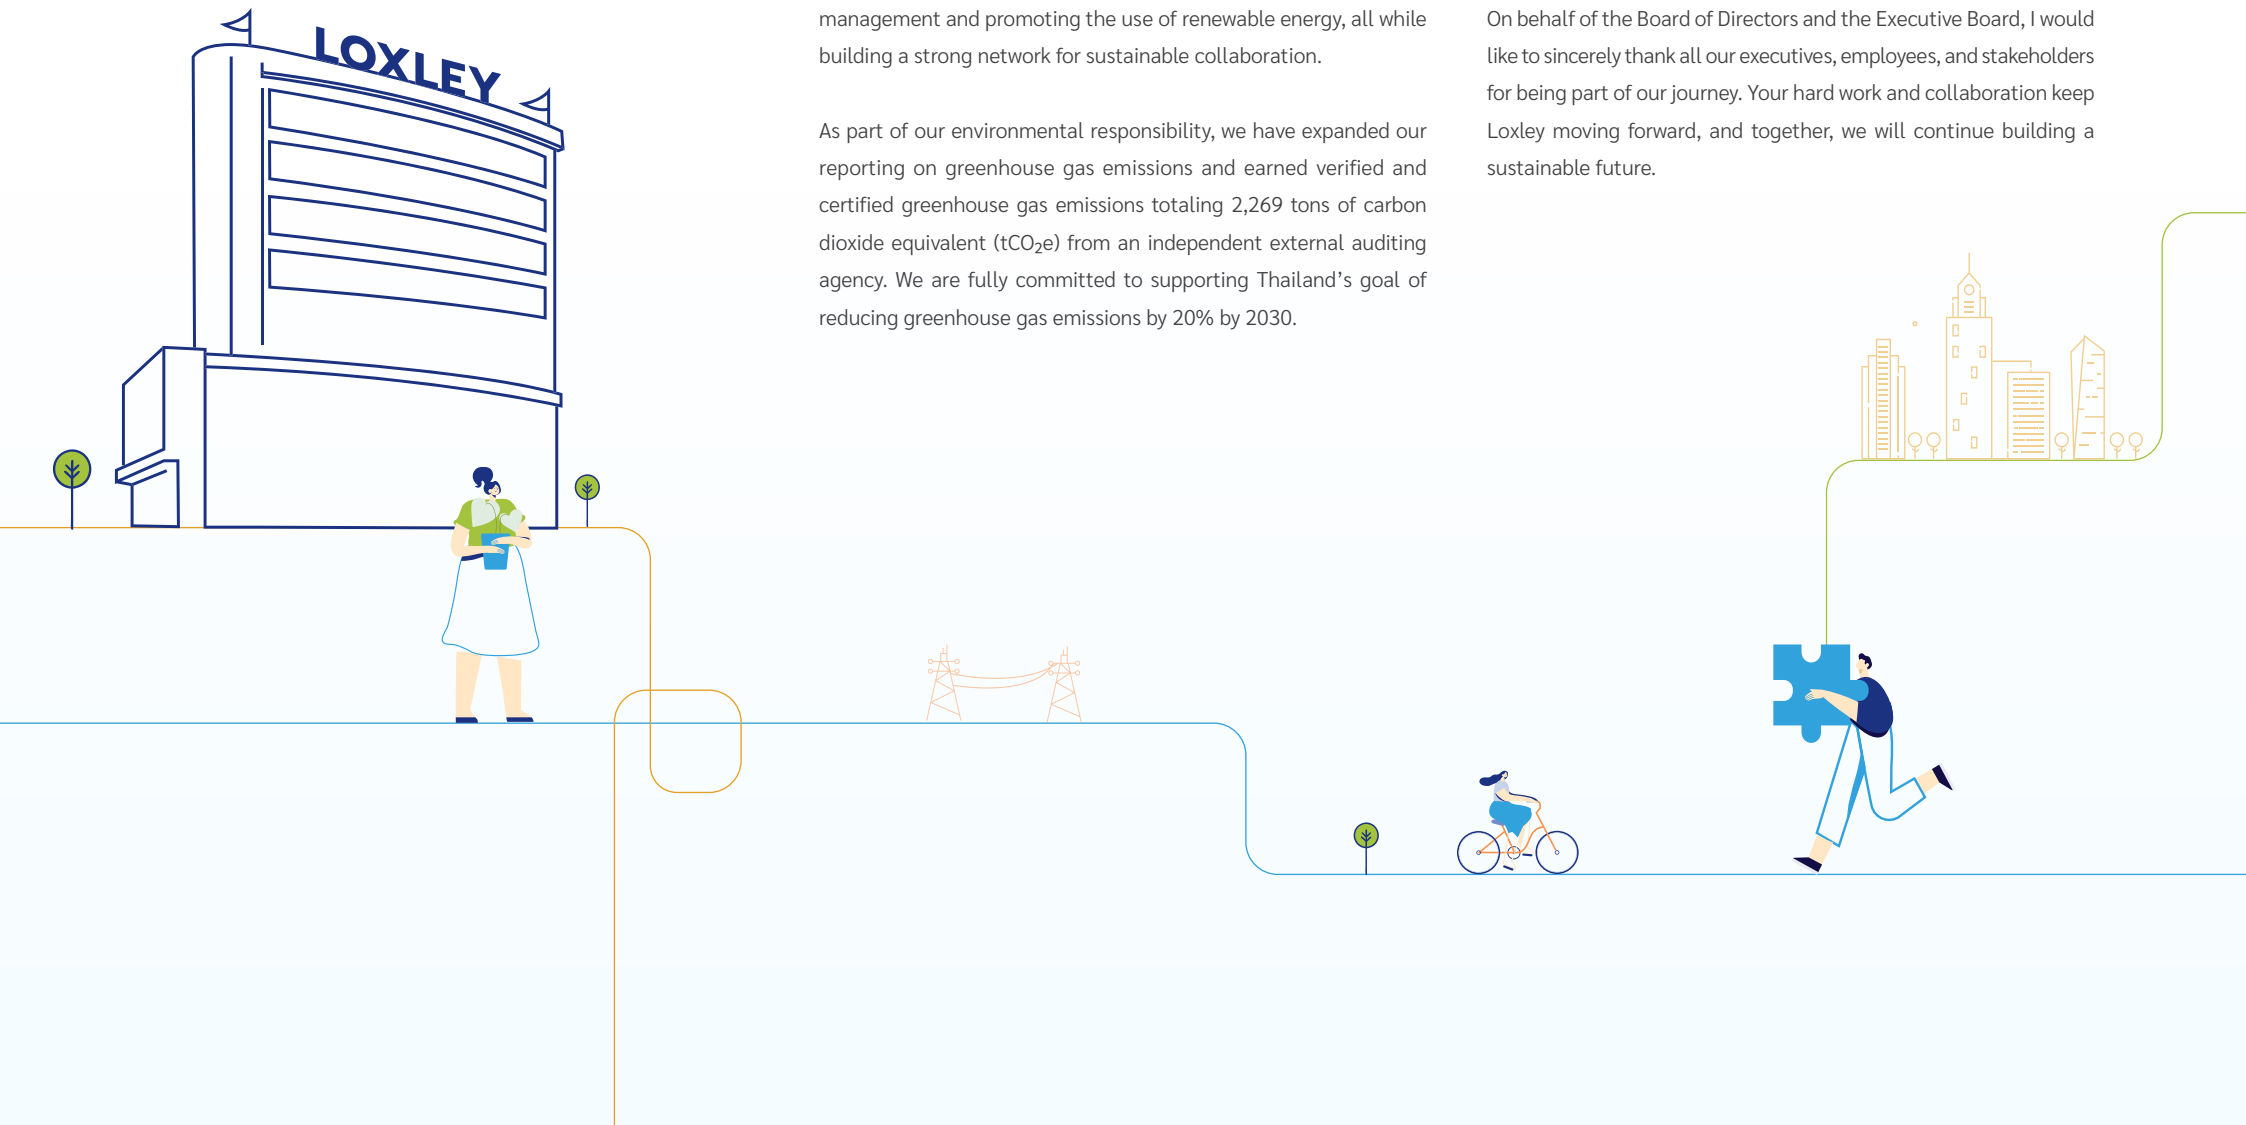 LOXLEY
management and promoting the use of renewable energy, all while
building a strong network for sustainable collaboration.
As part of our environmental responsibility, we have expanded our
reporting on greenhouse gas emissions and earned verified and
certified greenhouse gas emissions totaling 2,269 tons of carbon
dioxide equivalent (tCO₂e) from an independent external auditing
agency. We are fully committed to supporting Thailand’s goal of
reducing greenhouse gas emissions by 20% by 2030.
On behalf of the Board of Directors and the Executive Board, I would
like to sincerely thank all our executives, employees, and stakeholders
for being part of our journey. Your hard work and collaboration keep
Loxley moving forward, and together, we will continue building a
sustainable future.